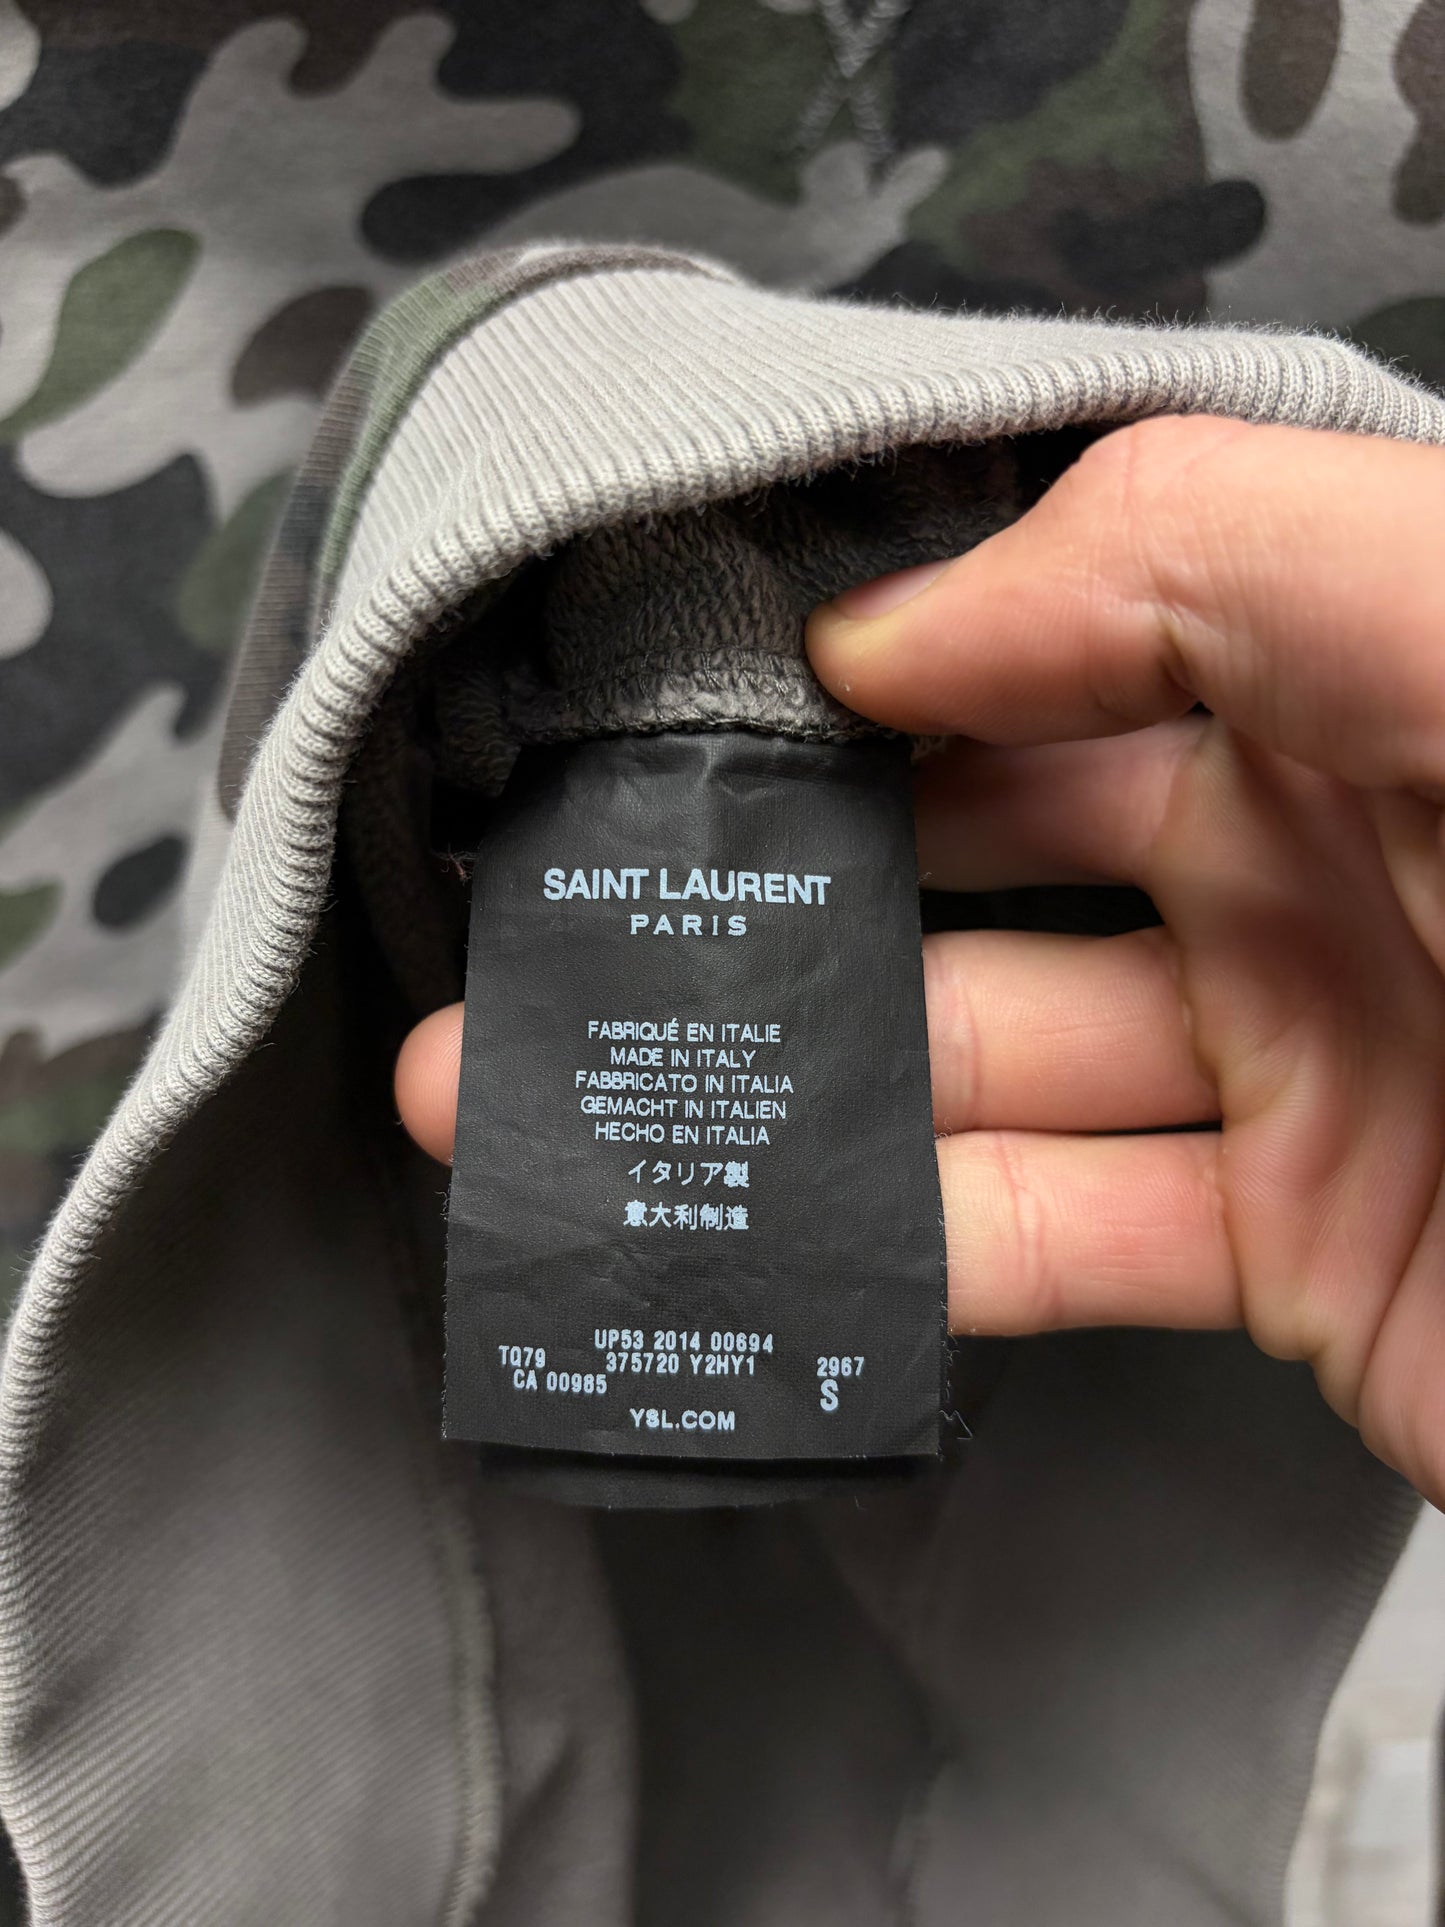 SAINT LAURENT
PARIS
FABRIQUÉ EN ITALIE
MADE IN ITALY
FABBRICATO IN ITALIA
GEMACHT IN ITALIEN
HECHO EN ITALIA
イタリア製
意大利制造
UP53 2014 00694
TQ79 375720 Y2HY1 2967
CA 00985 S
YSL.COM